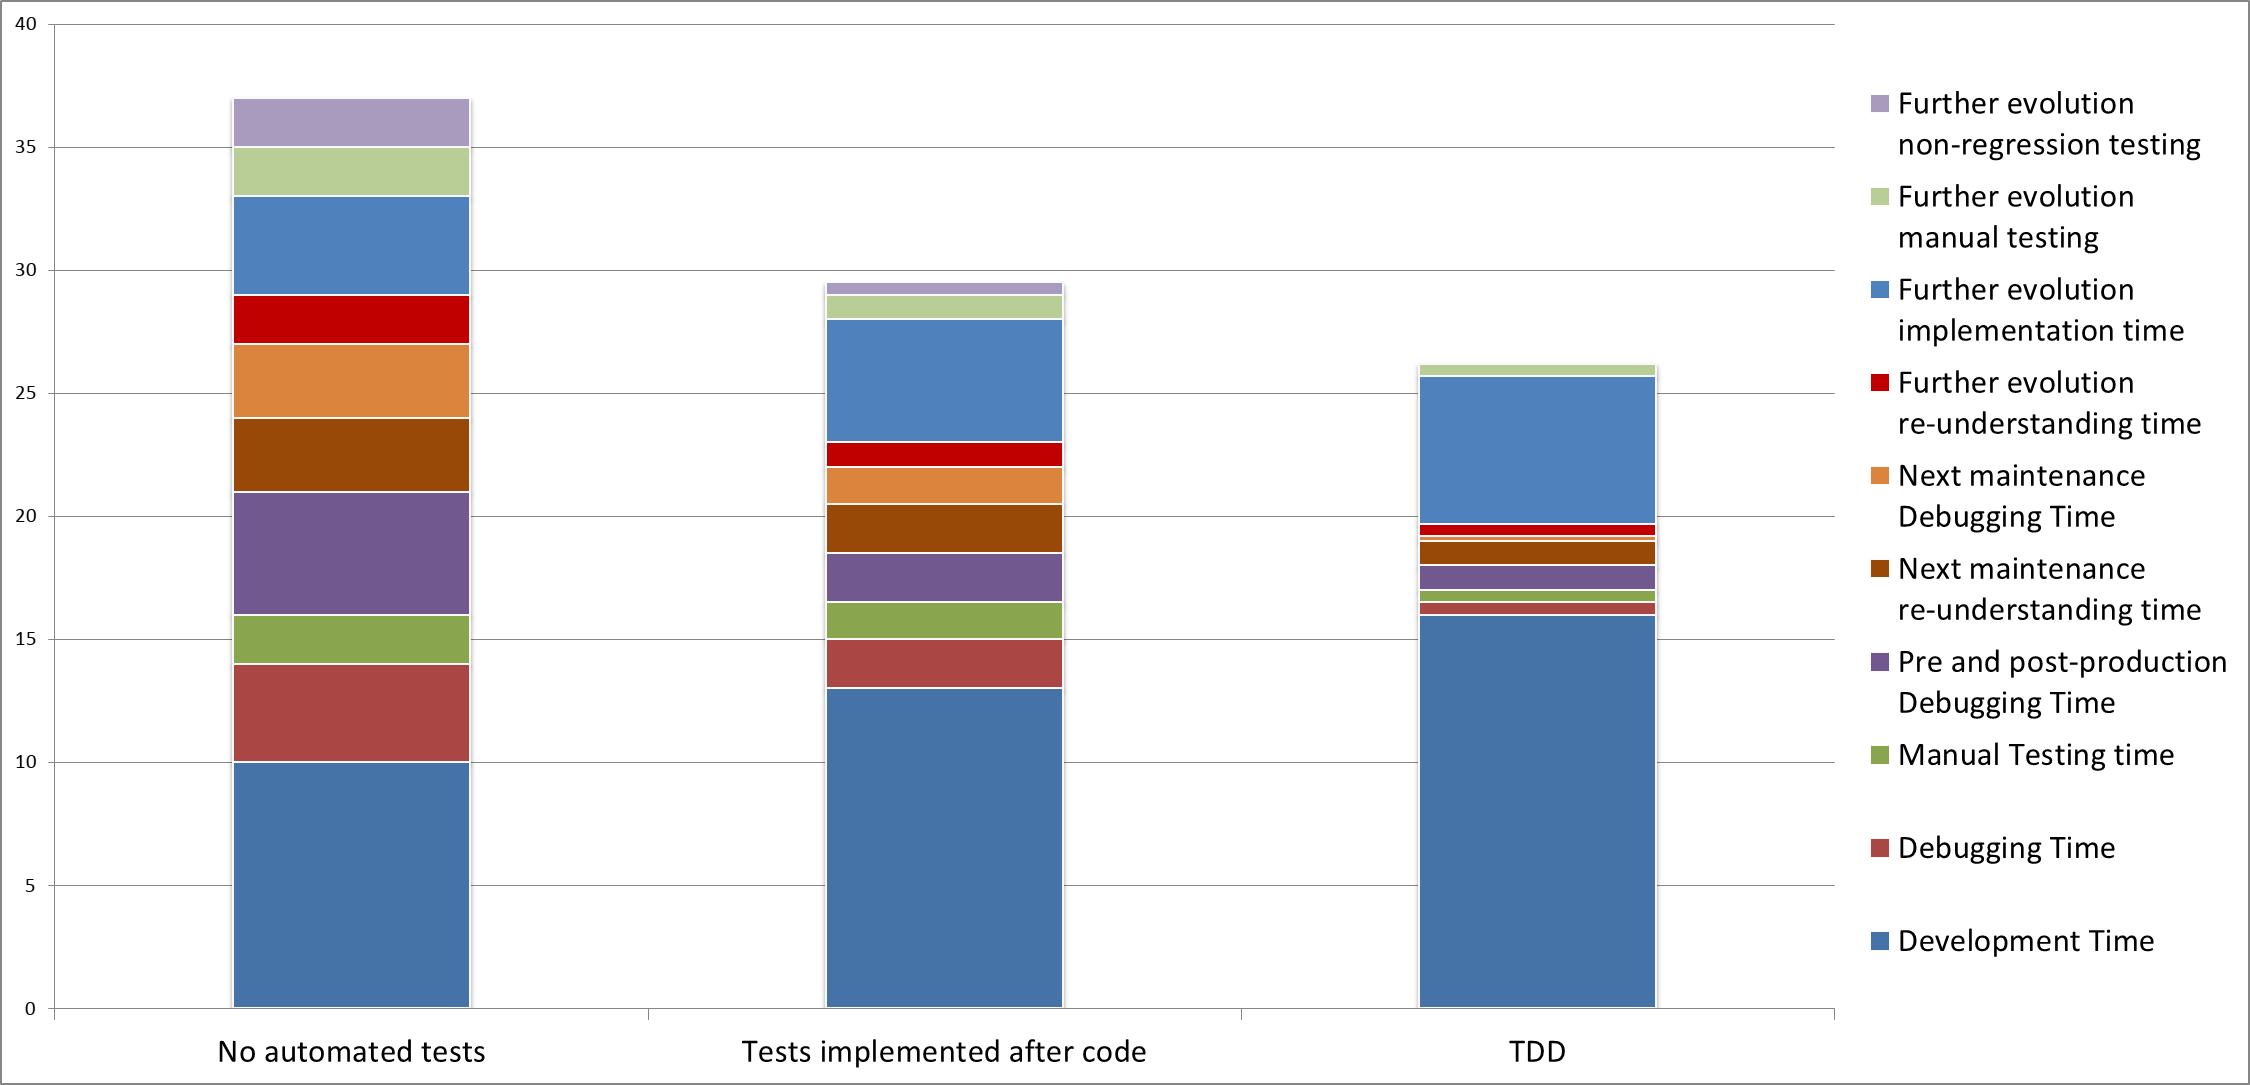 40
35
30
25
20
15
10
5
0
No automated tests
Tests implemented after code
TDD
Further evolution
non-regression testing
Further evolution
manual testing
Further evolution
implementation time
Further evolution
re-understanding time
Next maintenance
Debugging Time
Next maintenance
re-understanding time
Pre and post-production
Debugging Time
Manual Testing time
Debugging Time
Development Time